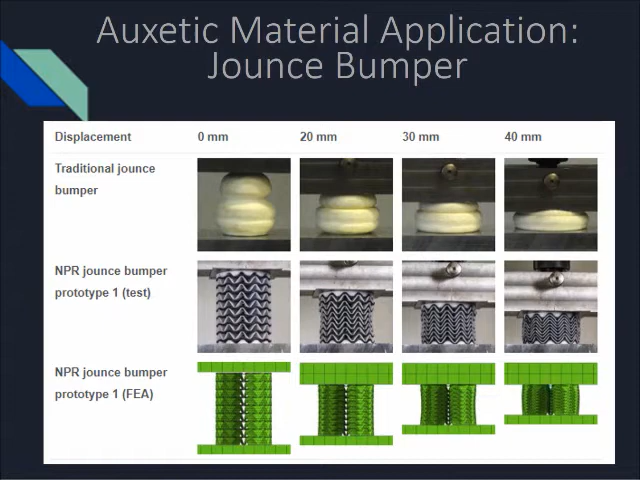 Auxetic Material Application:
Jounce Bumper
Displacement 0 mm 20 mm 30 mm 40 mm
Traditional jounce
bumper
NPR jounce bumper
prototype 1 (test)
NPR jounce bumper
prototype 1 (FEA)